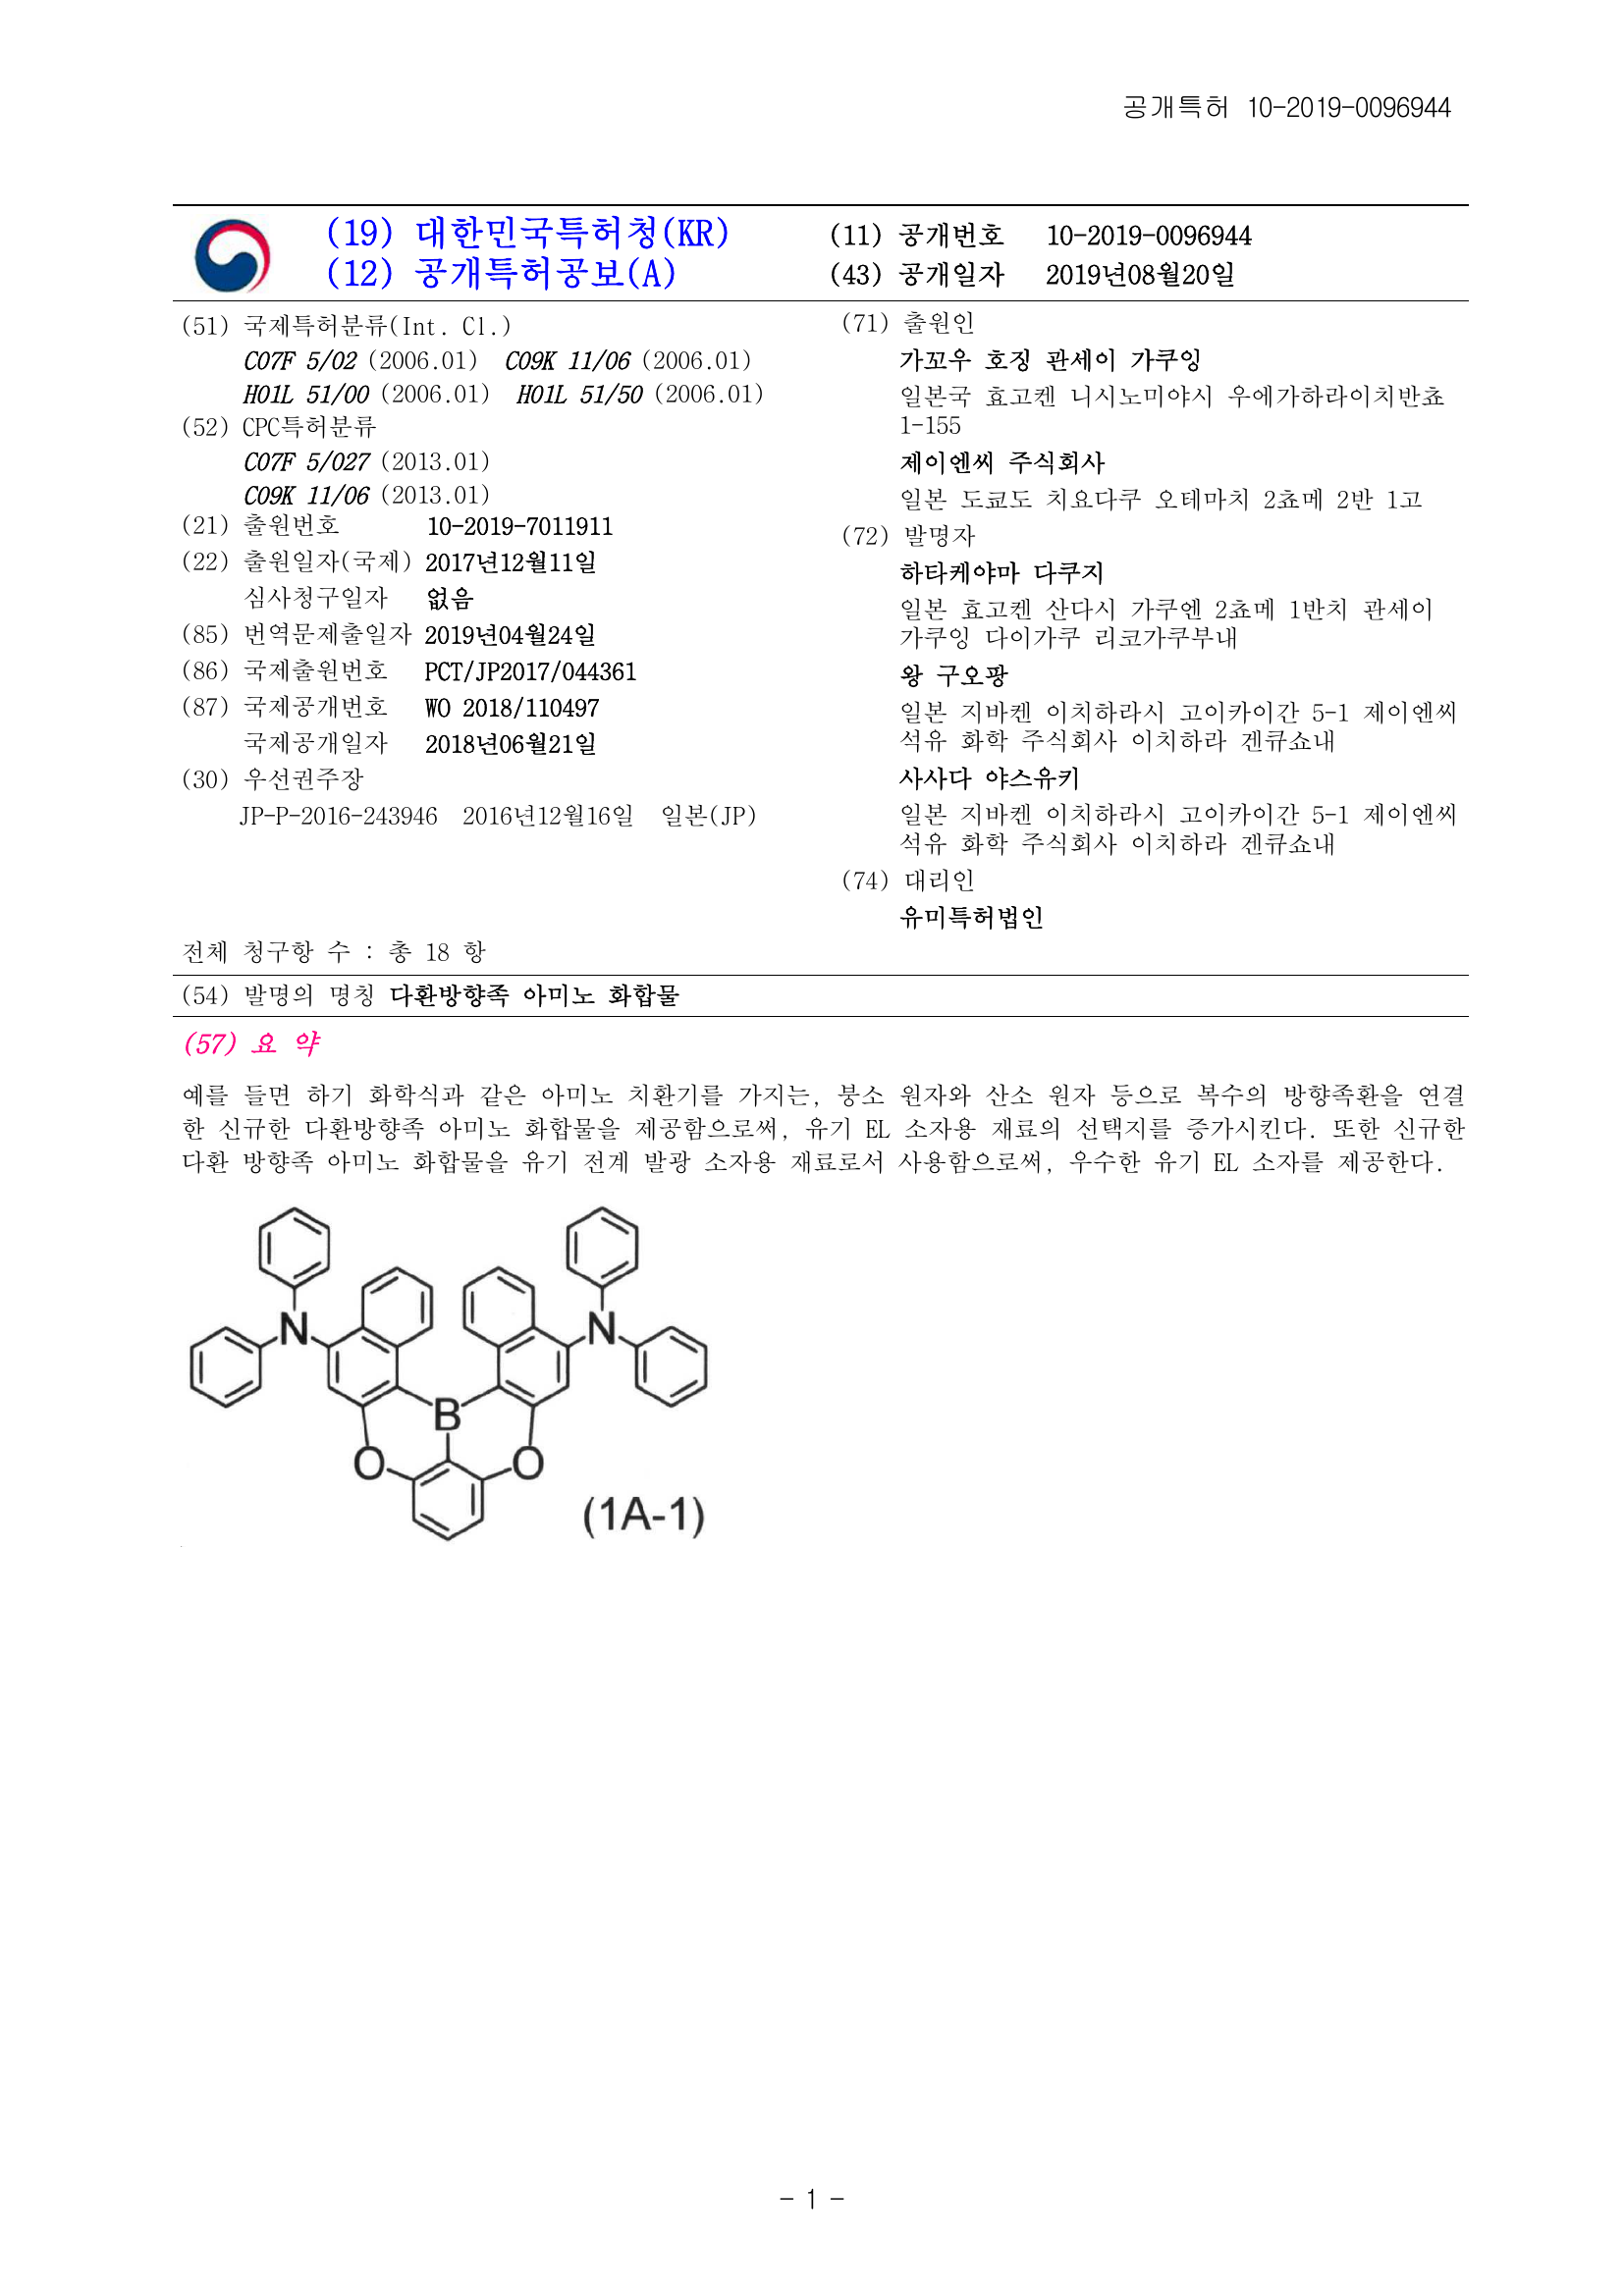 공개특허 10-2019-0096944
(19) 대한민국특허청(KR)
(12) 공개특허공보(A)
(11) 공개번호 10-2019-0096944
(43) 공개일자 2019년08월20일
(51) 국제특허분류(Int. Cl.)
C07F 5/02 (2006.01) C09K 11/06 (2006.01)
H01L 51/00 (2006.01) H01L 51/50 (2006.01)
(52) CPC특허분류
C07F 5/027 (2013.01)
C09K 11/06 (2013.01)
(21) 출원번호 10-2019-7011911
(22) 출원일자(국제) 2017년12월11일
심사청구일자 없음
(85) 번역문제출일자 2019년04월24일
(86) 국제출원번호 PCT/JP2017/044361
(87) 국제공개번호 WO 2018/110497
국제공개일자 2018년06월21일
(30) 우선권주장
JP-P-2016-243946 2016년12월16일 일본(JP)
(71) 출원인
가꼬우 호징 관세이 가쿠잉
일본국 효고켄 니시노미야시 우에가하라이치반쵸
1-155
제이엔씨 주식회사
일본 도쿄도 치요다쿠 오테마치 2쵸메 2반 1고
(72) 발명자
하타케야마 다쿠지
일본 효고켄 산다시 가쿠엔 2쵸메 1반치 관세이
가쿠잉 다이가쿠 리코가쿠부내
왕 구오팡
일본 지바켄 이치하라시 고이카이간 5-1 제이엔씨
석유 화학 주식회사 이치하라 겐큐쇼내
사사다 야스유키
일본 지바켄 이치하라시 고이카이간 5-1 제이엔씨
석유 화학 주식회사 이치하라 겐큐쇼내
(74) 대리인
유미특허법인
전체 청구항 수 : 총 18 항
(54) 발명의 명칭 다환방향족 아미노 화합물
(57) 요 약
예를 들면 하기 화학식과 같은 아미노 치환기를 가지는, 붕소 원자와 산소 원자 등으로 복수의 방향족환을 연결
한 신규한 다환방향족 아미노 화합물을 제공함으로써, 유기 EL 소자용 재료의 선택지를 증가시킨다. 또한 신규한
다환 방향족 아미노 화합물을 유기 전계 발광 소자용 재료로서 사용함으로써, 우수한 유기 EL 소자를 제공한다.
N N
B
O O
(1A-1)
- 1 -